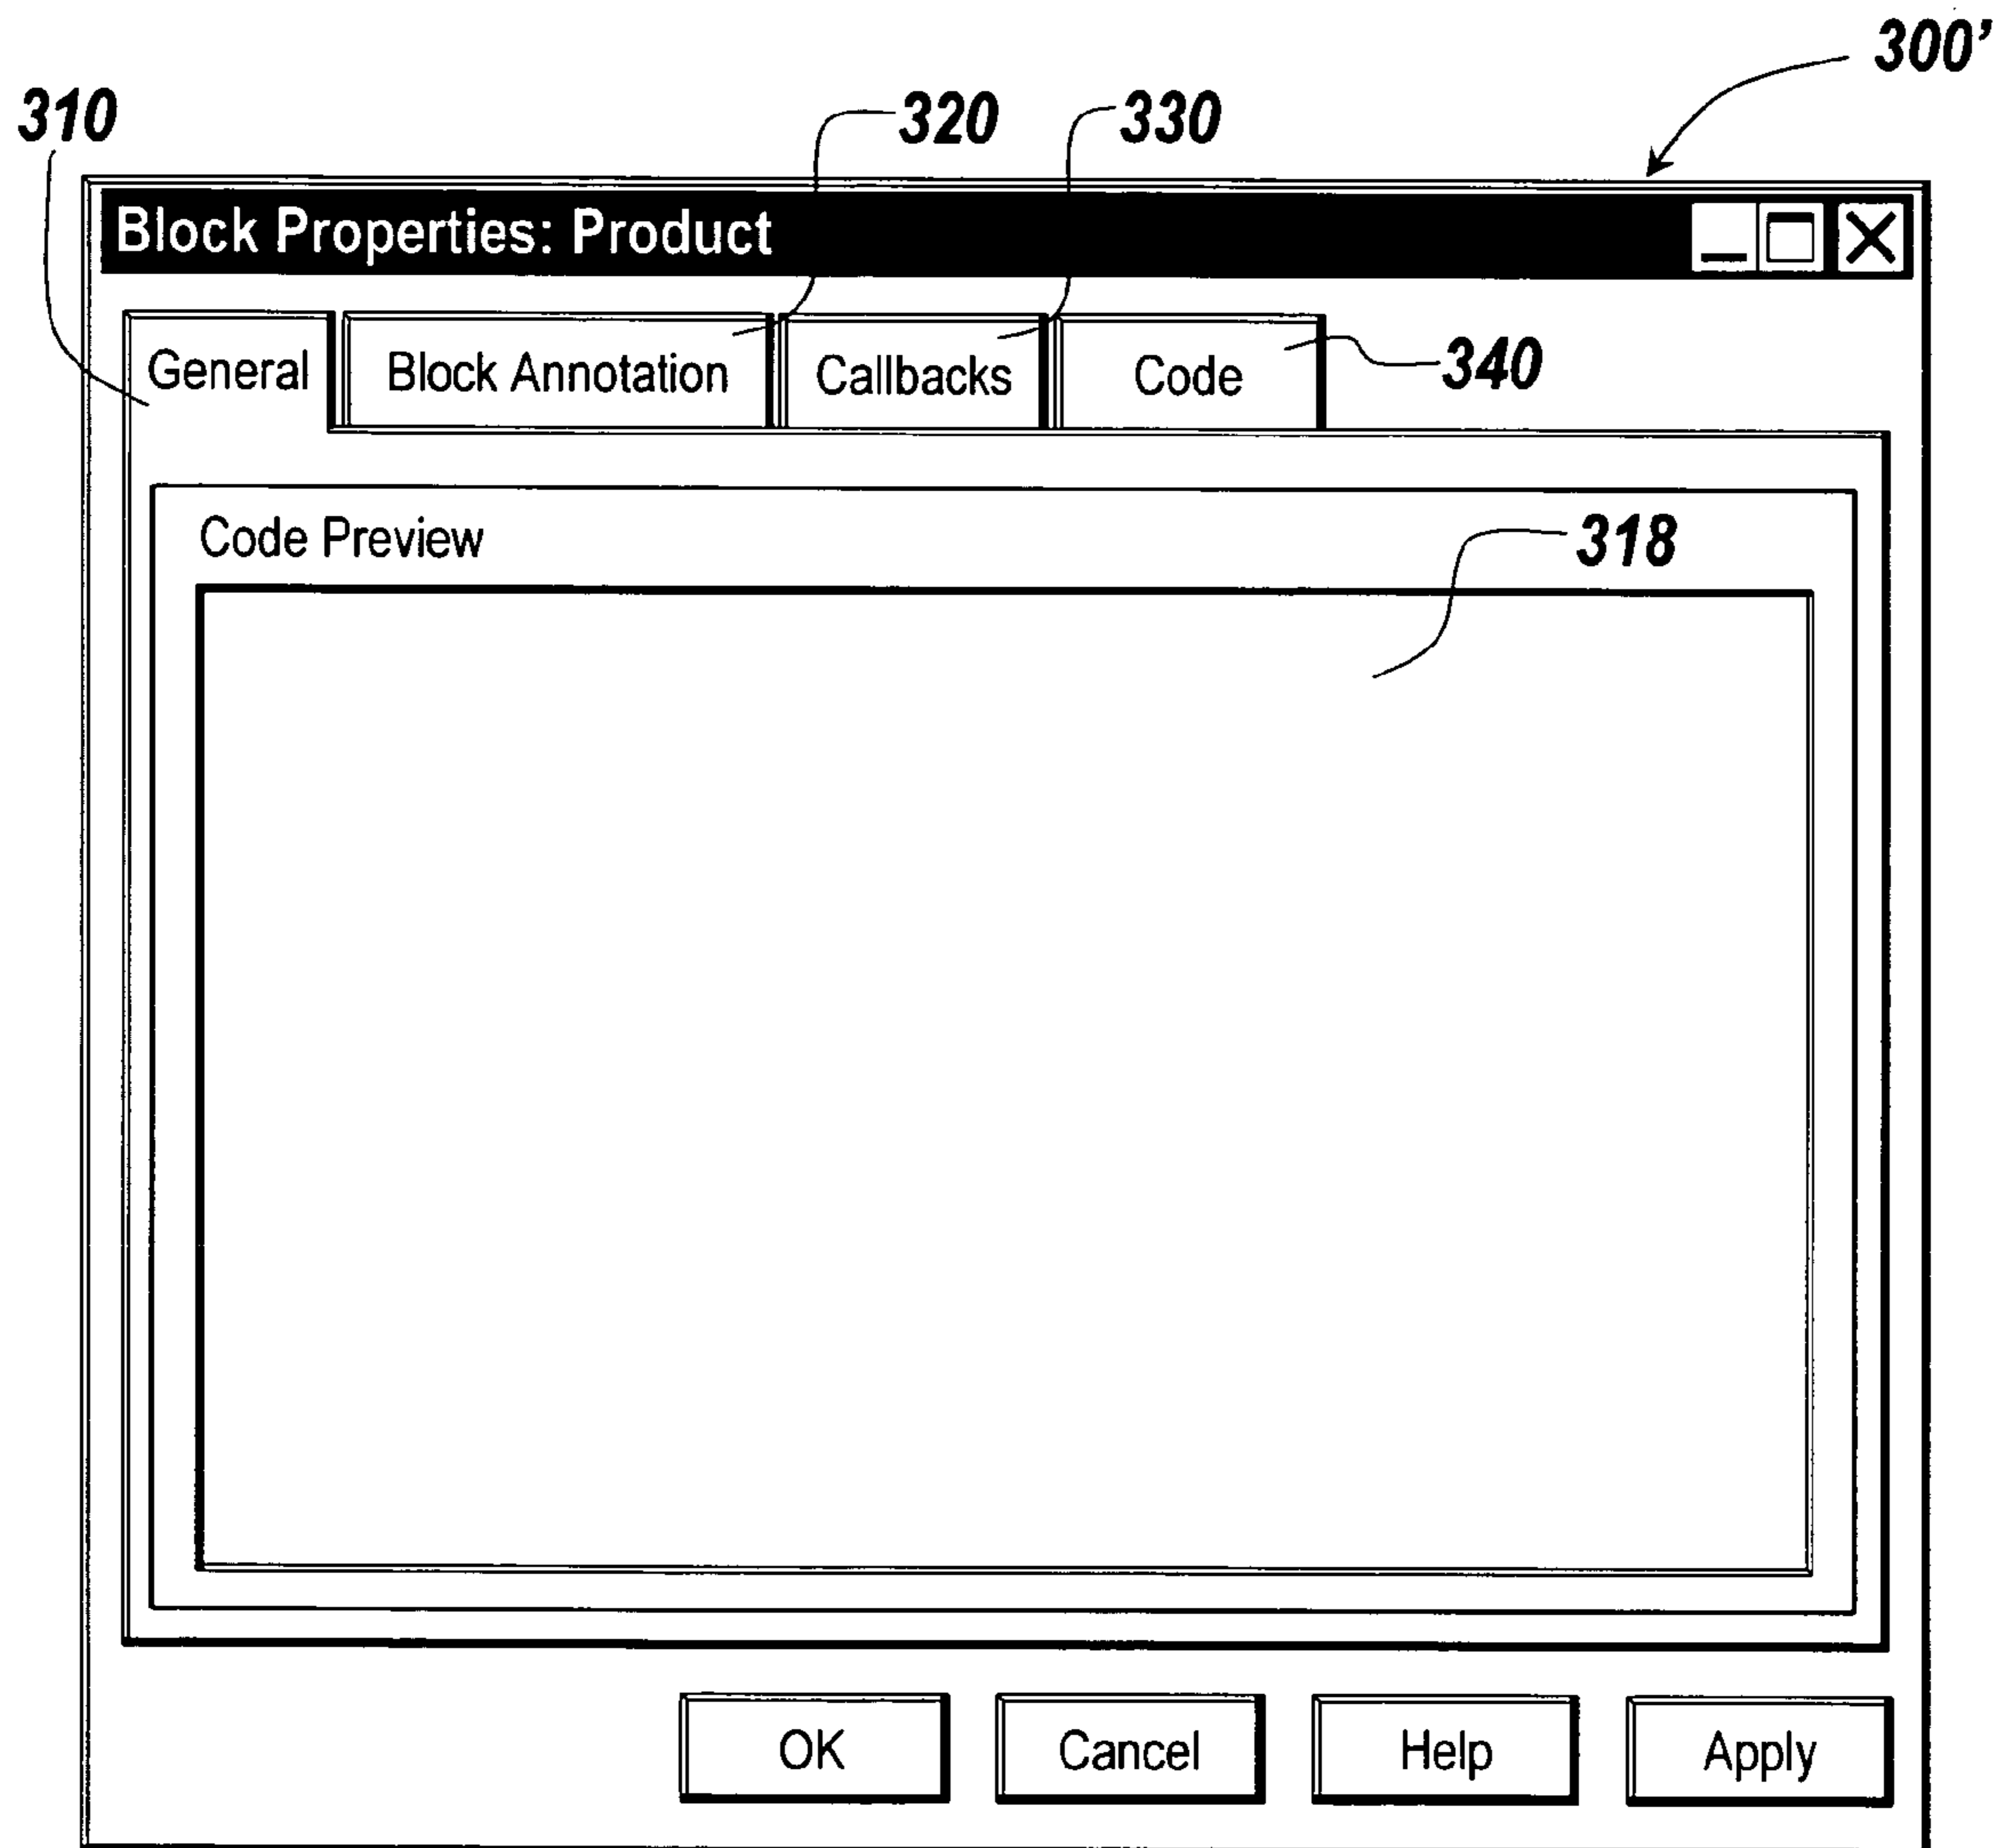 300’
310
320
330
Block Properties: Product
General
Block Annotation
Callbacks
Code
340
Code Preview
318
OK
Cancel
Help
Apply